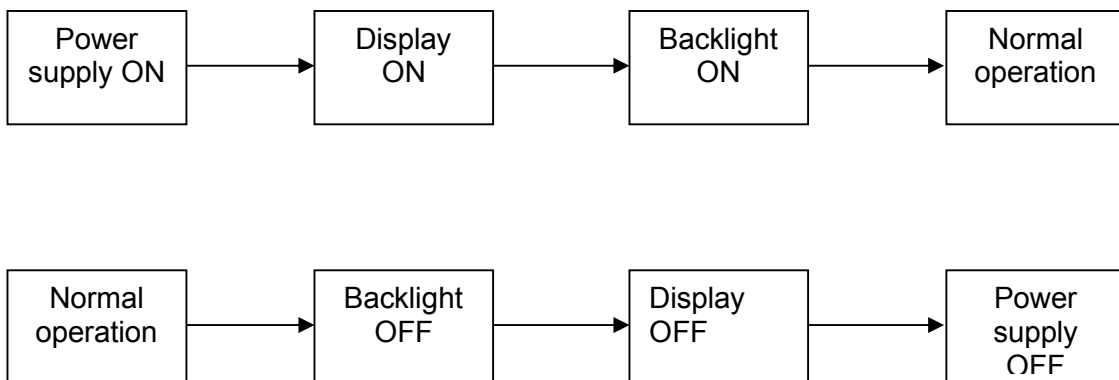 Power
supply ON
Display
ON
Backlight
ON
Normal
operation
Normal
operation
Backlight
OFF
Display
OFF
Power
supply
OFF